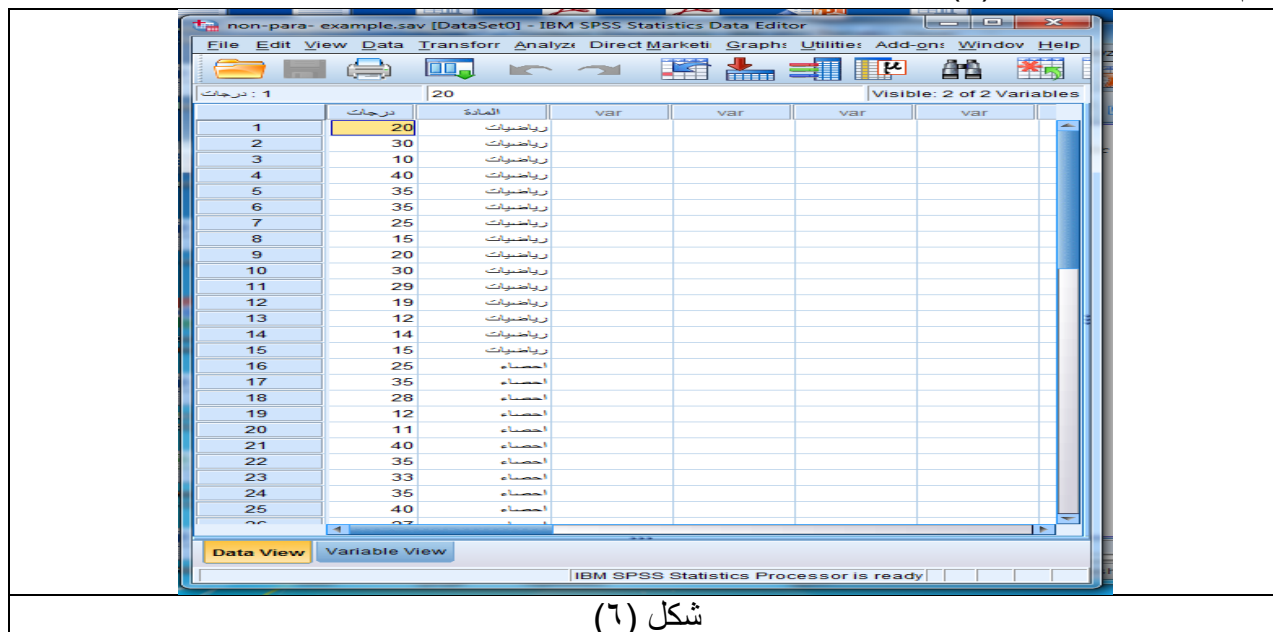 non-para- example.sav [DataSet0] - IBM SPSS Statistics Data Editor
File Edit View Data Transforr Analyze Direct Marketi Graphs Utilities Add-ons Windov Help
1 : درجات 20 Visible: 2 of 2 Variables
درجات المادة var var var var
1 20 رياضيات
2 30 رياضيات
3 10 رياضيات
4 40 رياضيات
5 35 رياضيات
6 35 رياضيات
7 25 رياضيات
8 15 رياضيات
9 20 رياضيات
10 30 رياضيات
11 29 رياضيات
12 19 رياضيات
13 12 رياضيات
14 14 رياضيات
15 15 رياضيات
16 25 احصاء
17 35 احصاء
18 28 احصاء
19 12 احصاء
20 11 احصاء
21 40 احصاء
22 35 احصاء
23 33 احصاء
24 35 احصاء
25 40 احصاء
Data View Variable View
IBM SPSS Statistics Processor is ready
شكل (٦)